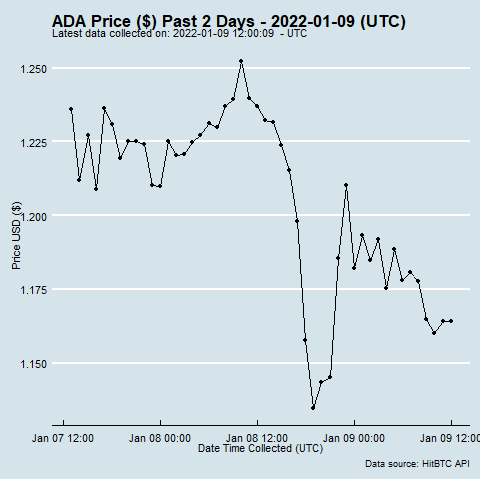 ADA Price ($) Past 2 Days - 2022-01-09 (UTC)
Latest data collected on: 2022-01-09 12:00:09  - UTC
1.250
1.225
1.200
1.175
1.150
Price USD ($)
Jan 07 12:00
Jan 08 00:00
Jan 08 12:00
Jan 09 00:00
Jan 09 12:00
Date Time Collected (UTC)
Data source: HitBTC API